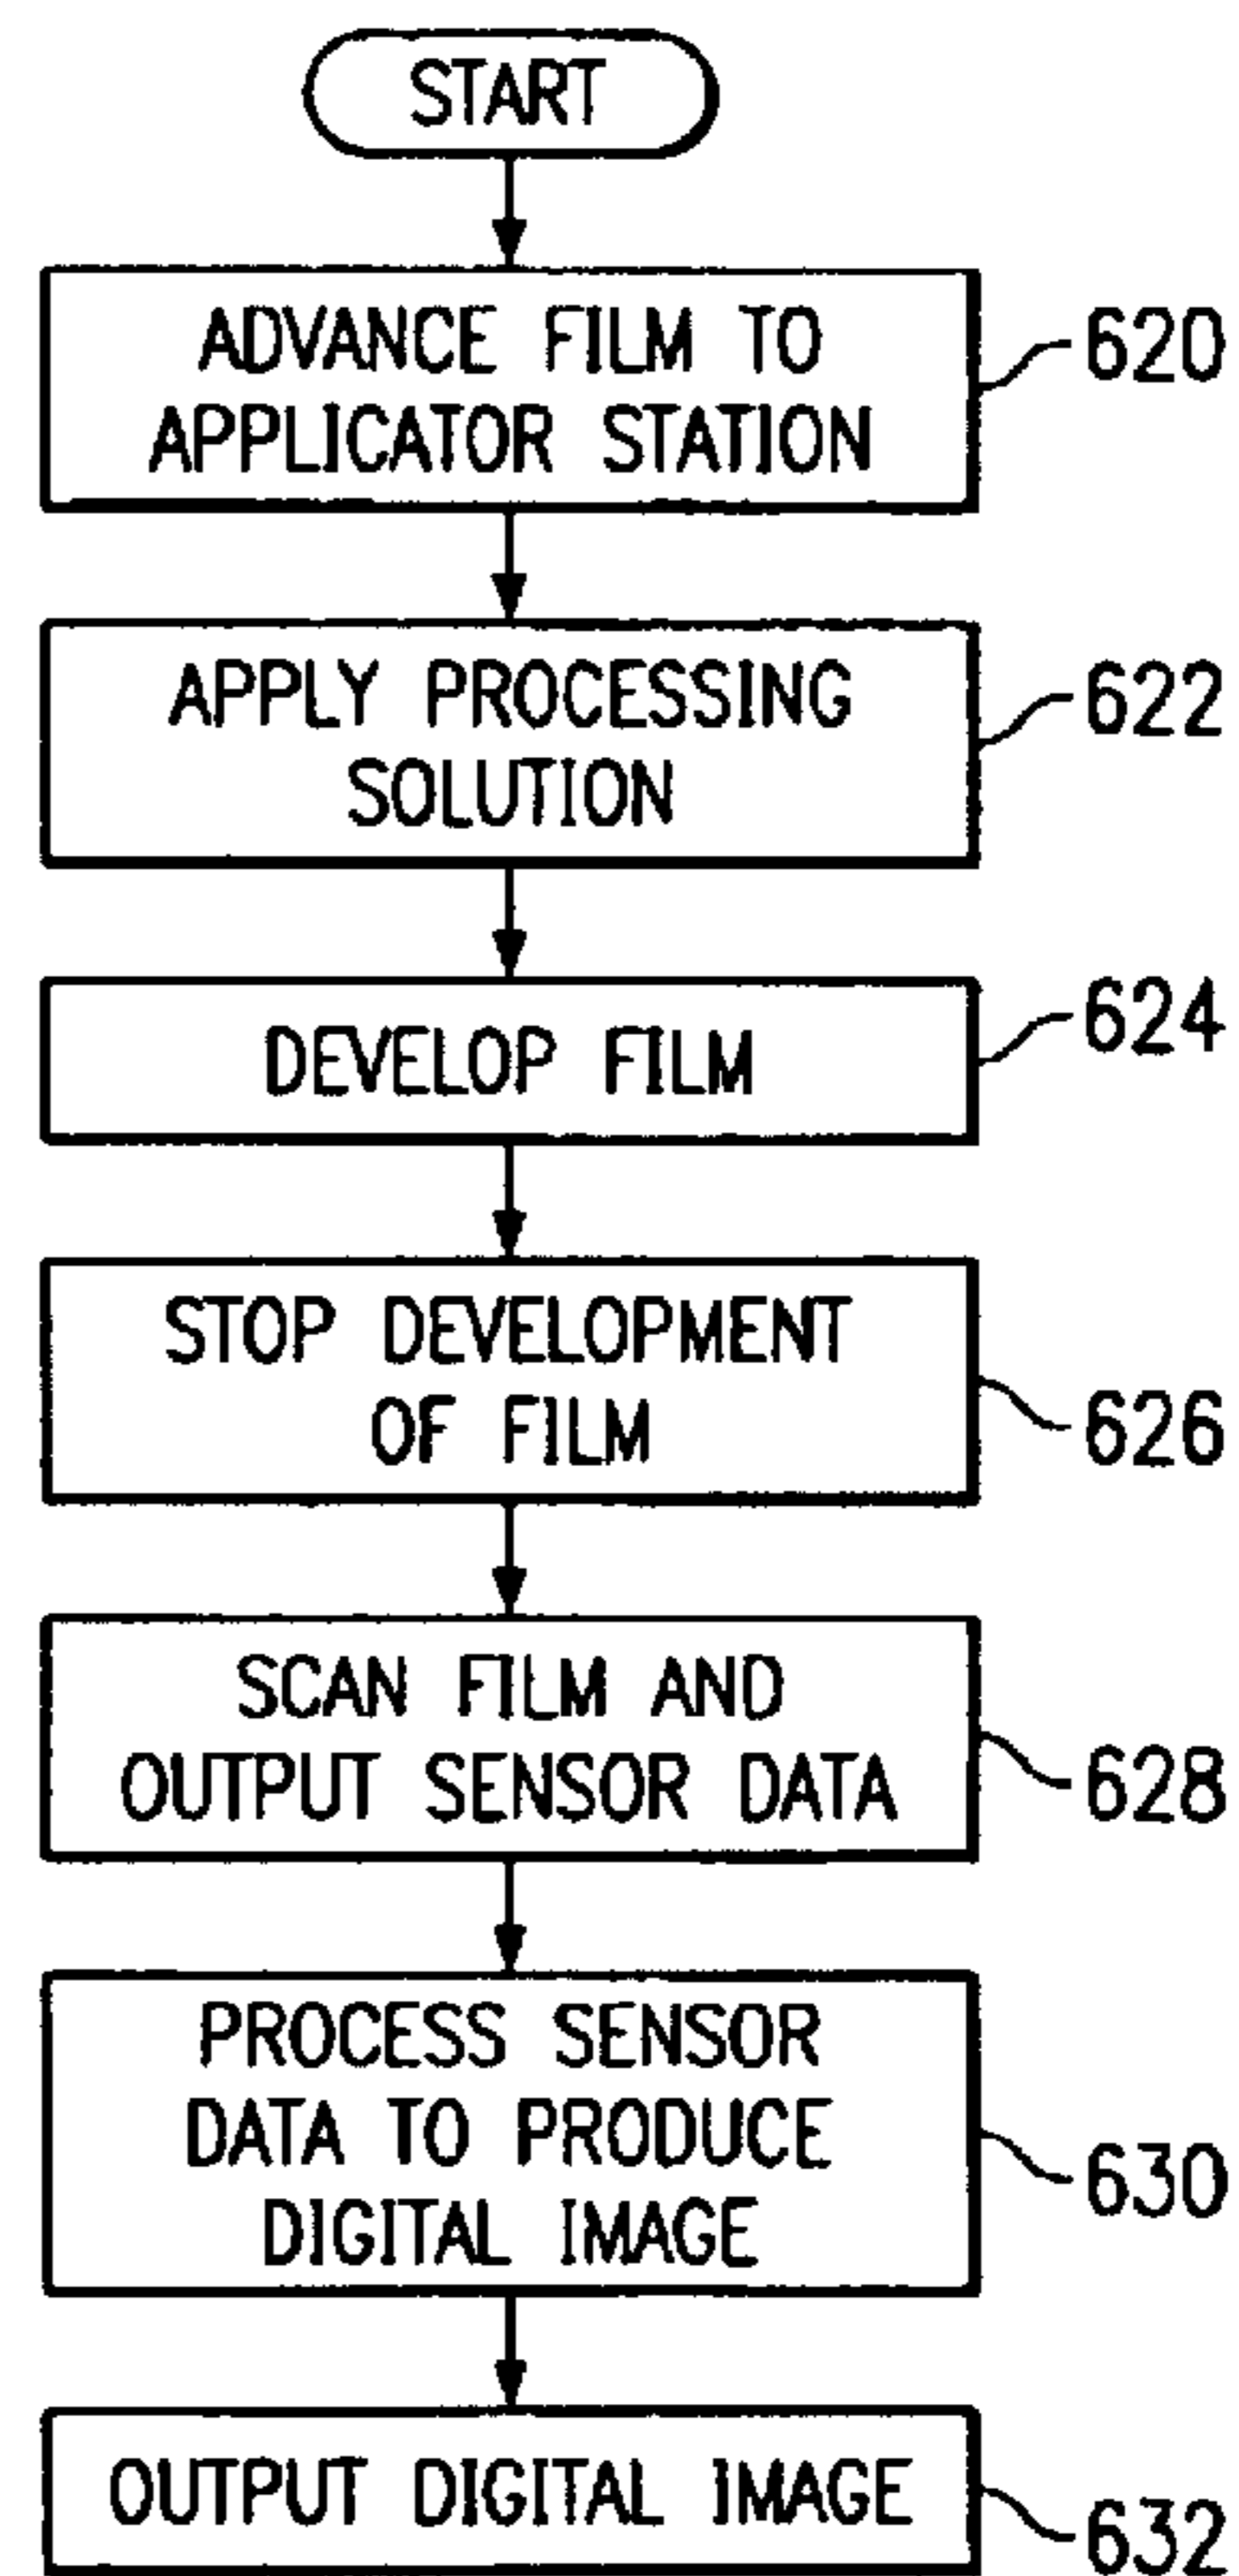 START
ADVANCE FILM TO
APPLICATOR STATION
620
APPLY PROCESSING
SOLUTION
622
DEVELOP FILM
624
STOP DEVELOPMENT
OF FILM
626
SCAN FILM AND
OUTPUT SENSOR DATA
628
PROCESS SENSOR
DATA TO PRODUCE
DIGITAL IMAGE
630
OUTPUT DIGITAL IMAGE
632